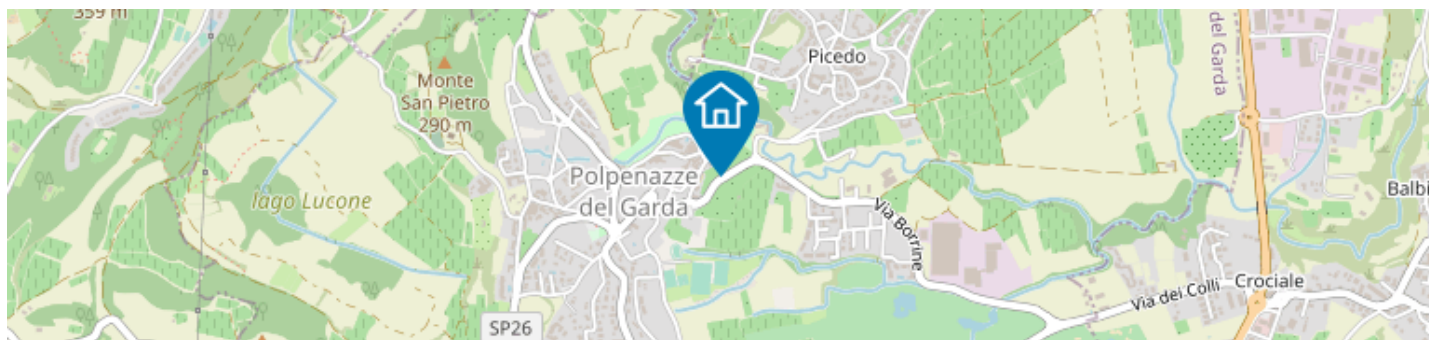 359 m
Monte
San Pietro
290 m
Picedo
del Garda
lago Lucone
Polpenazze
del Garda
Balbi
Via Borrine
Via dei Colli
Crociale
SP26